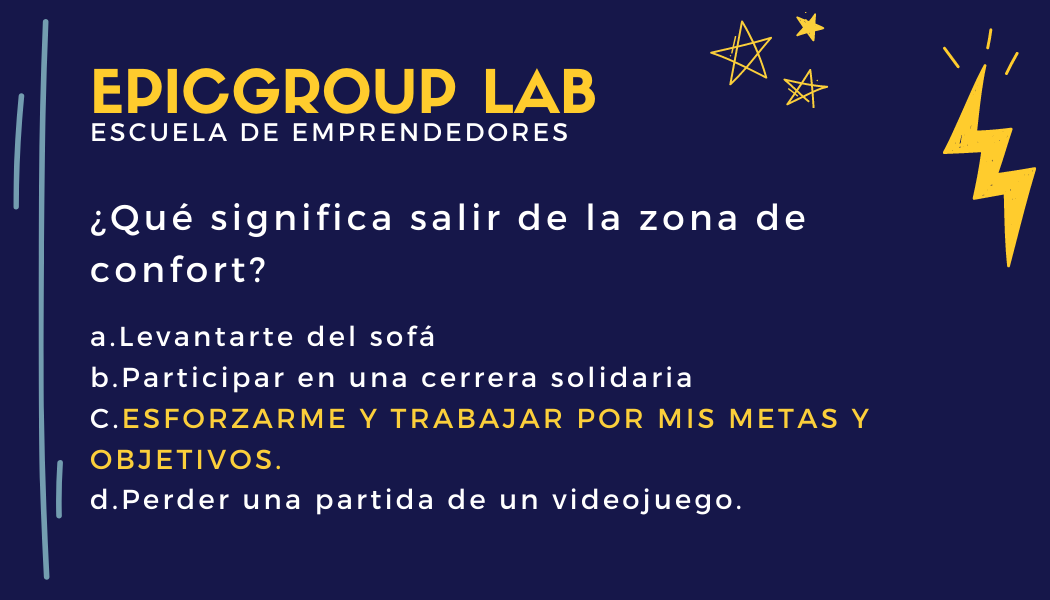 EPICGROUP LAB
ESCUELA DE EMPRENDEDORES
¿Qué significa salir de la zona de
confort?
a.Levantarte del sofá
b.Participar en una cerrera solidaria
C.ESFORZARME Y TRABAJAR POR MIS METAS Y
OBJETIVOS.
d.Perder una partida de un videojuego.